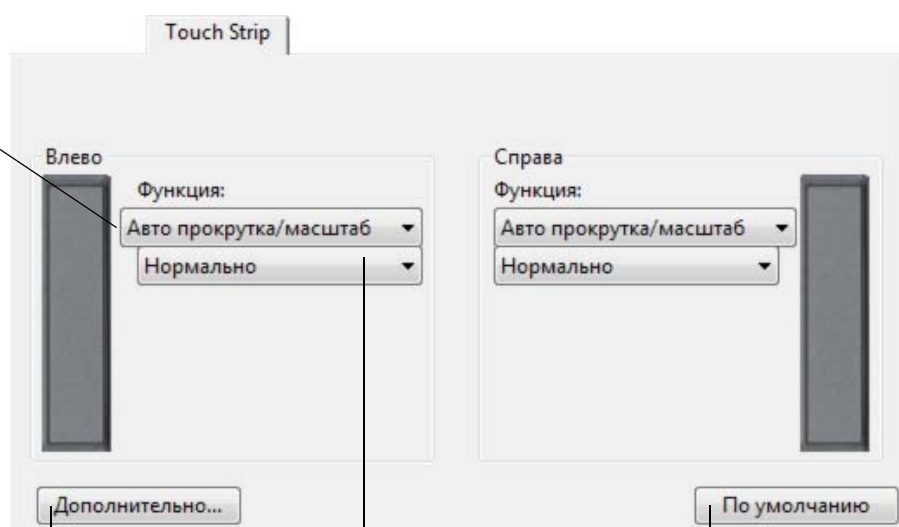 Touch Strip
Влево
Функция:
Авто прокрутка/масштаб
Нормально
Справа
Функция:
Авто прокрутка/масштаб
Нормально
Дополнительно...
По умолчанию